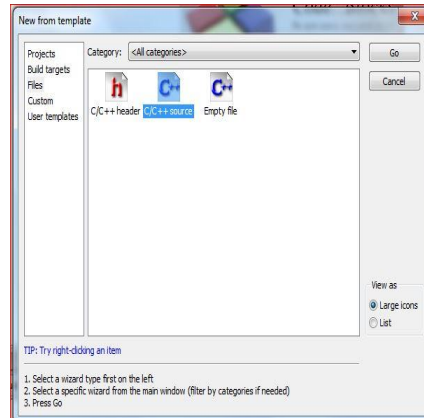 New from template
Projects
Build targets
Files
Custom
User templates
Category: <All categories>
Go
Cancel
h
C++
C++
C/C++ header
C/C++ source
Empty file
View as
Large icons
List
TIP: Try right-clicking an item
1. Select a wizard type first on the left
2. Select a specific wizard from the main window (filter by categories if needed)
3. Press Go